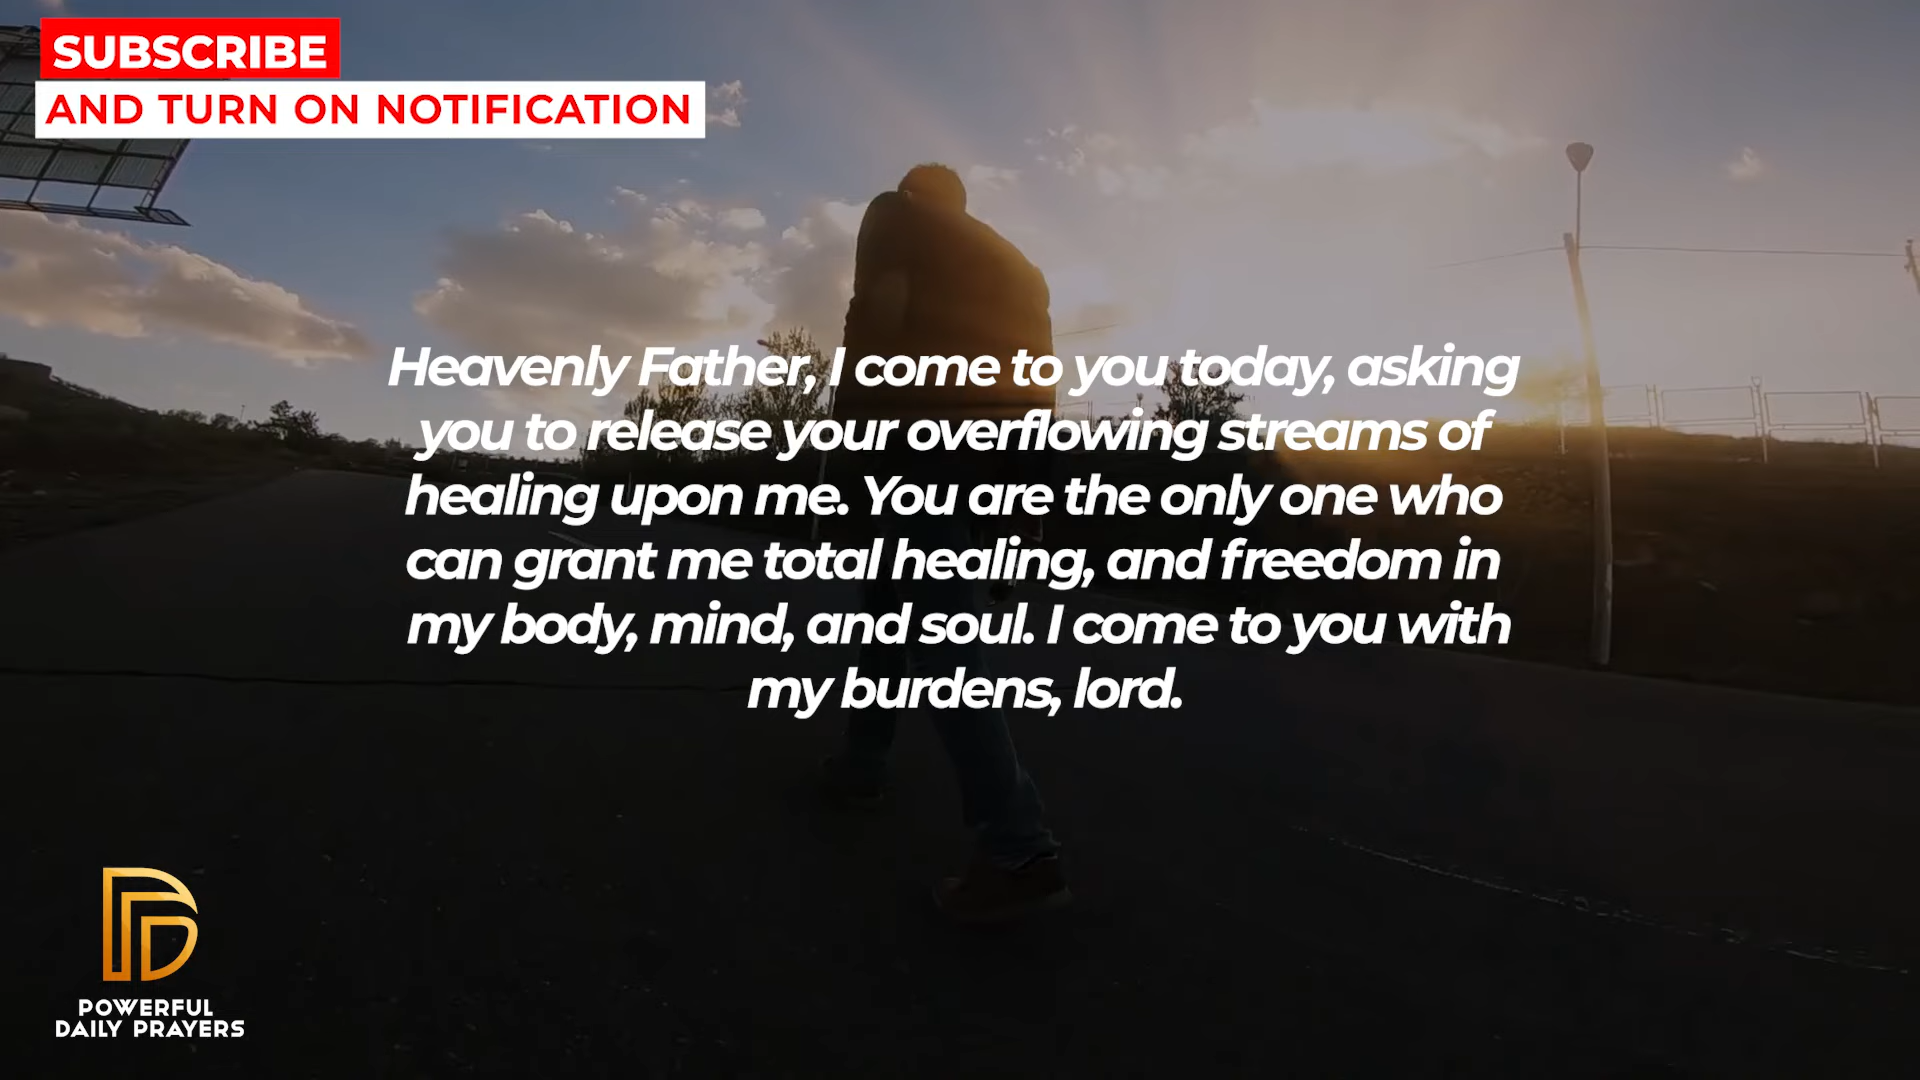 SUBSCRIBE
AND TURN ON NOTIFICATION
Heavenly Father, I come to you today, asking
you to release your overflowing streams of
healing upon me. You are the only one who
can grant me total healing, and freedom in
my body, mind, and soul. I come to you with
my burdens, lord.
POWERFUL
DAILY PRAYERS